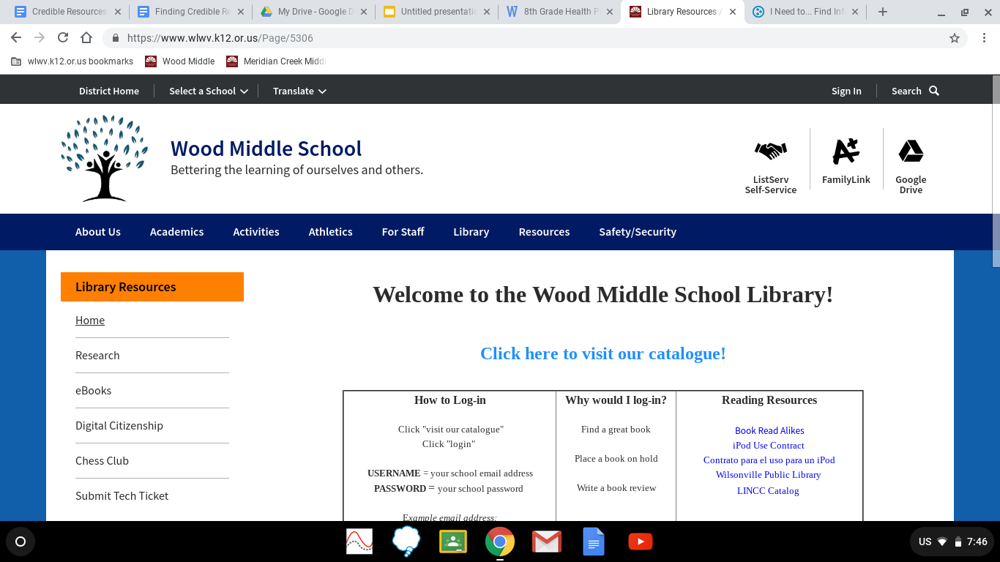 Credible Resources
Finding Credible Re
My Drive - Google D
Untitled presentatio
8th Grade Health P
Library Resources /
I Need to... Find Inf
https://www.wlwv.k12.or.us/Page/5306
wlwv.k12.or.us bookmarks
Wood Middle
Meridian Creek Middl
District Home
Select a School
Translate
Sign In
Search
Wood Middle School
Bettering the learning of ourselves and others.
ListServ
Self-Service
A+
FamilyLink
Google
Drive
About Us
Academics
Activities
Athletics
For Staff
Library
Resources
Safety/Security
Library Resources
Home
Research
eBooks
Digital Citizenship
Chess Club
Submit Tech Ticket
Welcome to the Wood Middle School Library!
Click here to visit our catalogue!
How to Log-in
Click "visit our catalogue"
Click "login"
USERNAME = your school email address
PASSWORD = your school password
Example email address:
Why would I log-in?
Find a great book
Place a book on hold
Write a book review
Reading Resources
Book Read Alikes
iPod Use Contract
Contrato para el uso para un iPod
Wilsonville Public Library
LINCC Catalog
US
7:46